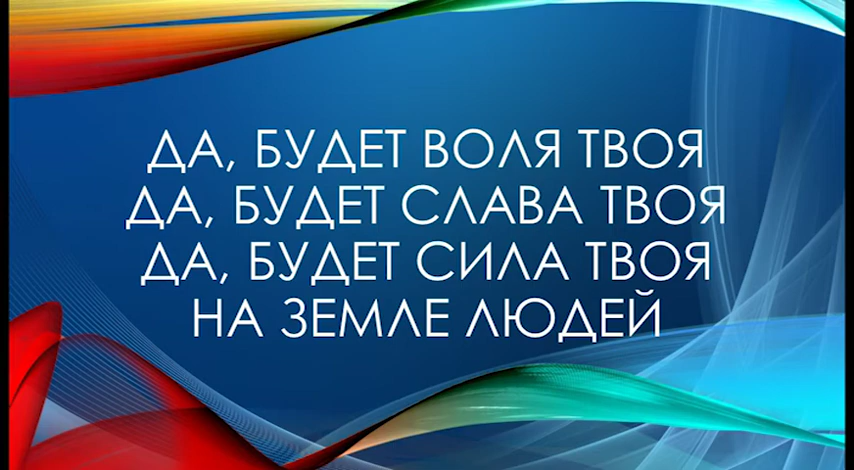 ДА, БУДЕТ ВОЛЯ ТВОЯ
ДА, БУДЕТ СЛАВА ТВОЯ
ДА, БУДЕТ СИЛА ТВОЯ
НА ЗЕМЛЕ ЛЮДЕЙ